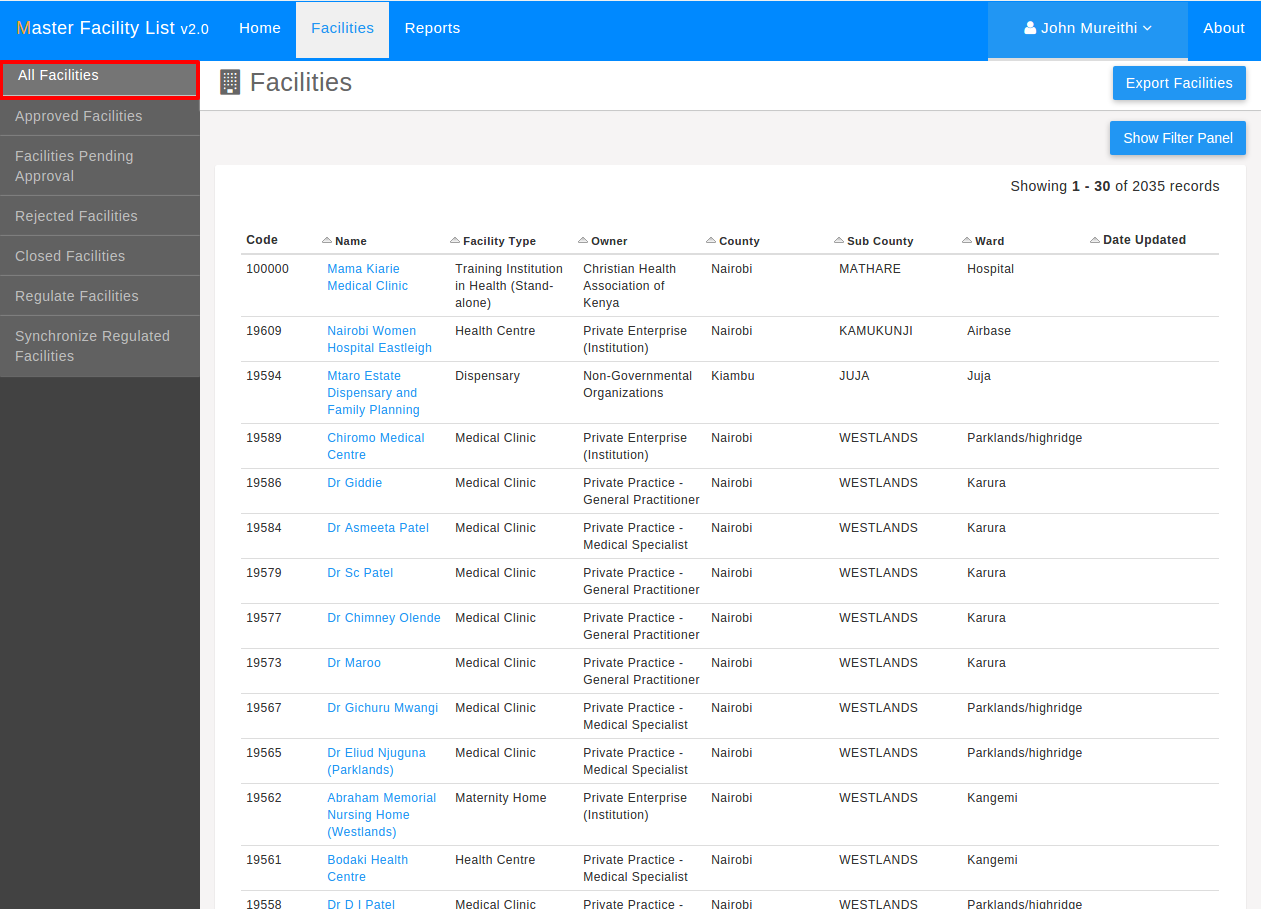 Master Facility List v2.0 Home Facilities Reports John Mureithi About
All Facilities
Approved Facilities
Facilities Pending
Approval
Rejected Facilities
Closed Facilities
Regulate Facilities
Synchronize Regulated
Facilities
Facilities
Export Facilities
Show Filter Panel
Showing 1 - 30 of 2035 records
Code Name Facility Type Owner County Sub County Ward Date Updated
100000 Mama Kiarie Training Institution Christian Health Nairobi MATHARE Hospital
Medical Clinic in Health (Stand- Association of
alone) Kenya
19609 Nairobi Women Health Centre Private Enterprise Nairobi KAMUKUNJI Airbase
Hospital Eastleigh (Institution)
19594 Mtaro Estate Dispensary Non-Governmental Kiambu JUJA Juja
Dispensary and Organizations
Family Planning
19589 Chiromo Medical Medical Clinic Private Enterprise Nairobi WESTLANDS Parklands/highridge
Centre (Institution)
19586 Dr Giddie Medical Clinic Private Practice - Nairobi WESTLANDS Karura
General Practitioner
19584 Dr Asmeeta Patel Medical Clinic Private Practice - Nairobi WESTLANDS Karura
Medical Specialist
19579 Dr Sc Patel Medical Clinic Private Practice - Nairobi WESTLANDS Karura
General Practitioner
19577 Dr Chimney Olende Medical Clinic Private Practice - Nairobi WESTLANDS Karura
General Practitioner
19573 Dr Maroo Medical Clinic Private Practice - Nairobi WESTLANDS Karura
General Practitioner
19567 Dr Gichuru Mwangi Medical Clinic Private Practice - Nairobi WESTLANDS Parklands/highridge
Medical Specialist
19565 Dr Eliud Njuguna Medical Clinic Private Practice - Nairobi WESTLANDS Parklands/highridge
(Parklands) Medical Specialist
19562 Abraham Memorial Maternity Home Private Enterprise Nairobi WESTLANDS Kangemi
Nursing Home (Institution)
(Westlands)
19561 Bodaki Health Health Centre Private Practice - Nairobi WESTLANDS Kangemi
Centre Medical Specialist
19558 Dr D I Patel Medical Clinic Private Practice - Nairobi WESTLANDS Parklands/highridge